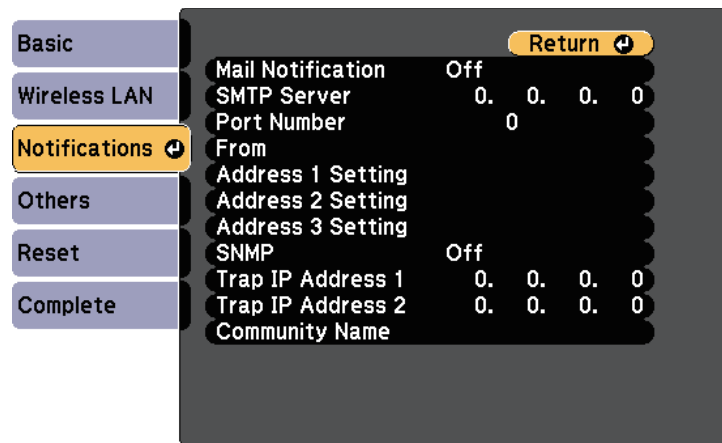 Basic
Wireless LAN
Notifications
Others
Reset
Complete
Return
Mail Notification Off
SMTP Server 0. 0. 0. 0
Port Number 0
From
Address 1 Setting
Address 2 Setting
Address 3 Setting
SNMP Off
Trap IP Address 1 0. 0. 0. 0
Trap IP Address 2 0. 0. 0. 0
Community Name